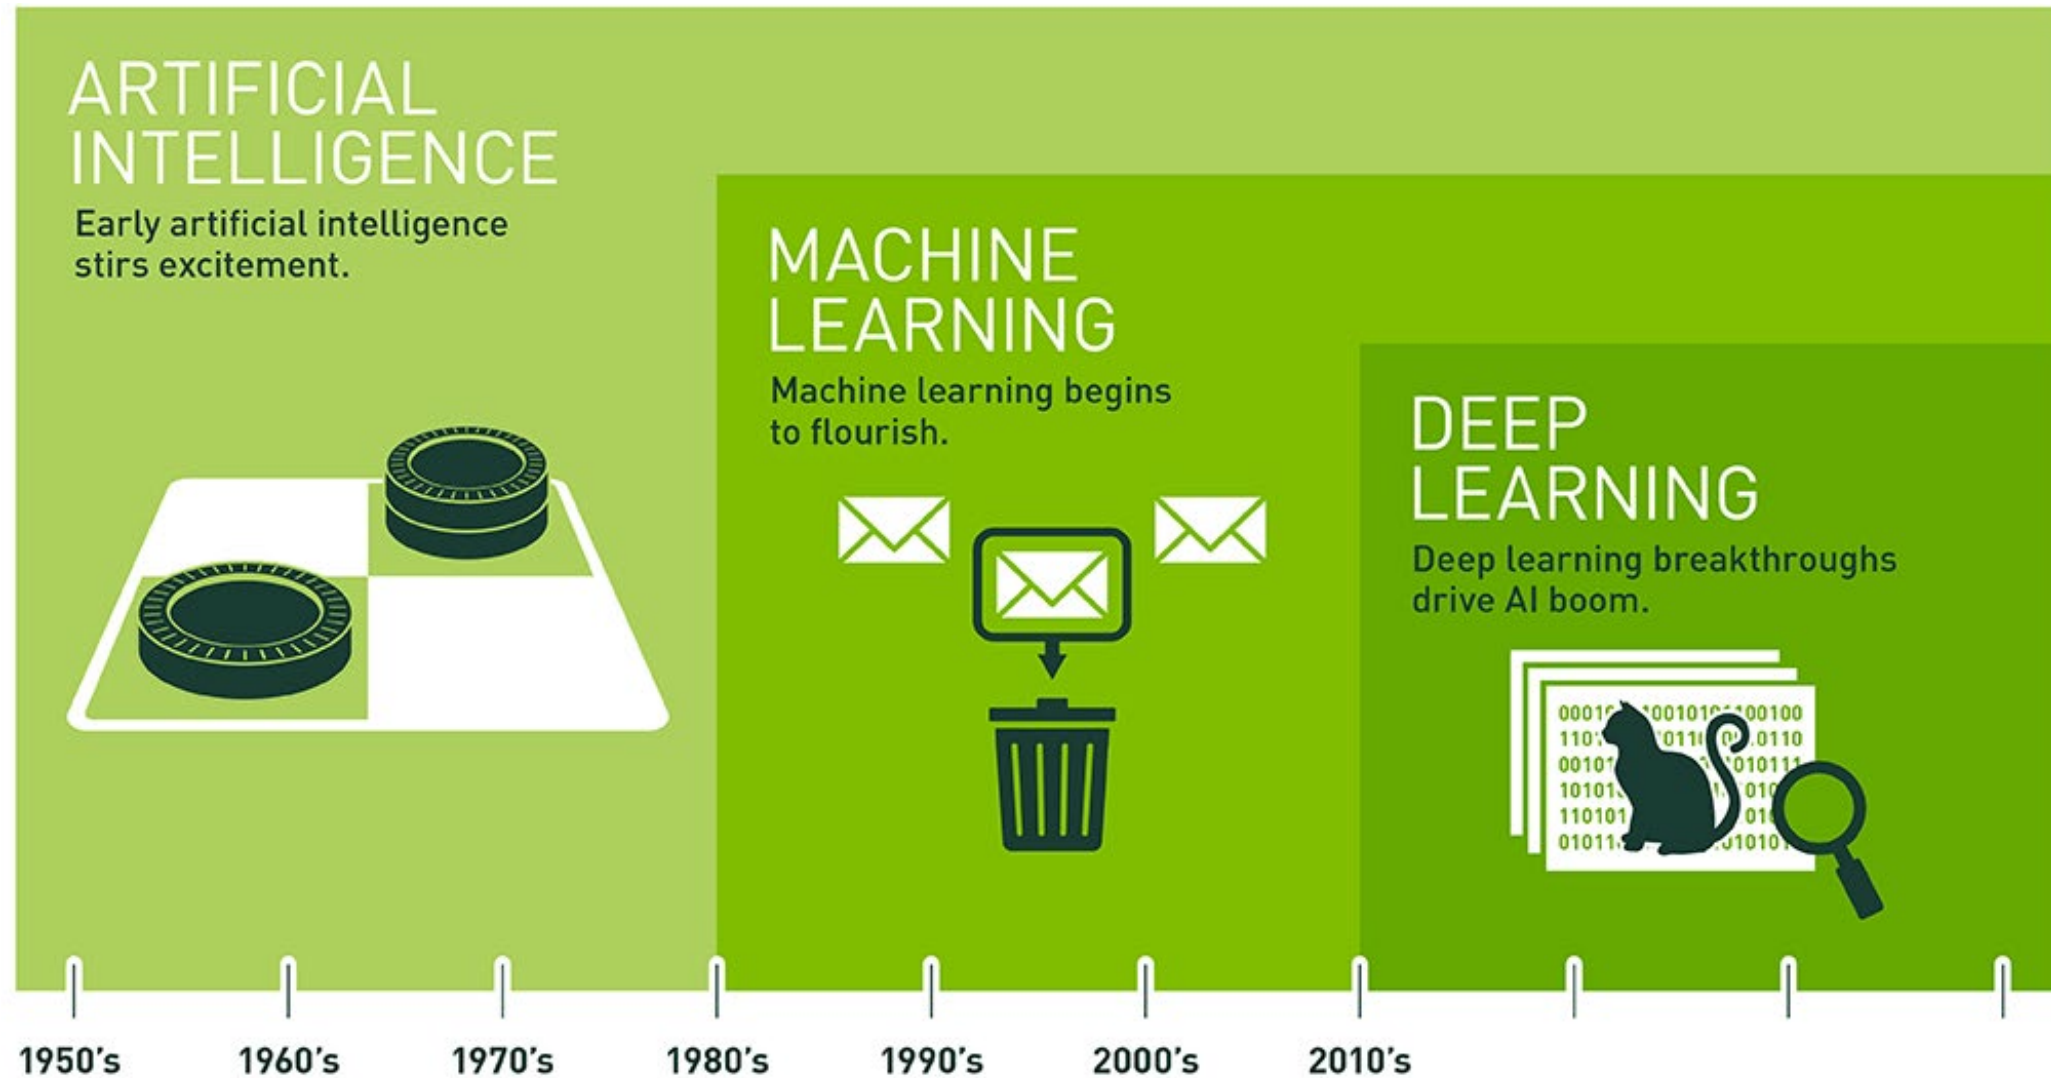 ARTIFICIAL
INTELLIGENCE
Early artificial intelligence
stirs excitement.
MACHINE
LEARNING
Machine learning begins
to flourish.
DEEP
LEARNING
Deep learning breakthroughs
drive AI boom.
1950's 1960's 1970's 1980's 1990's 2000's 2010's